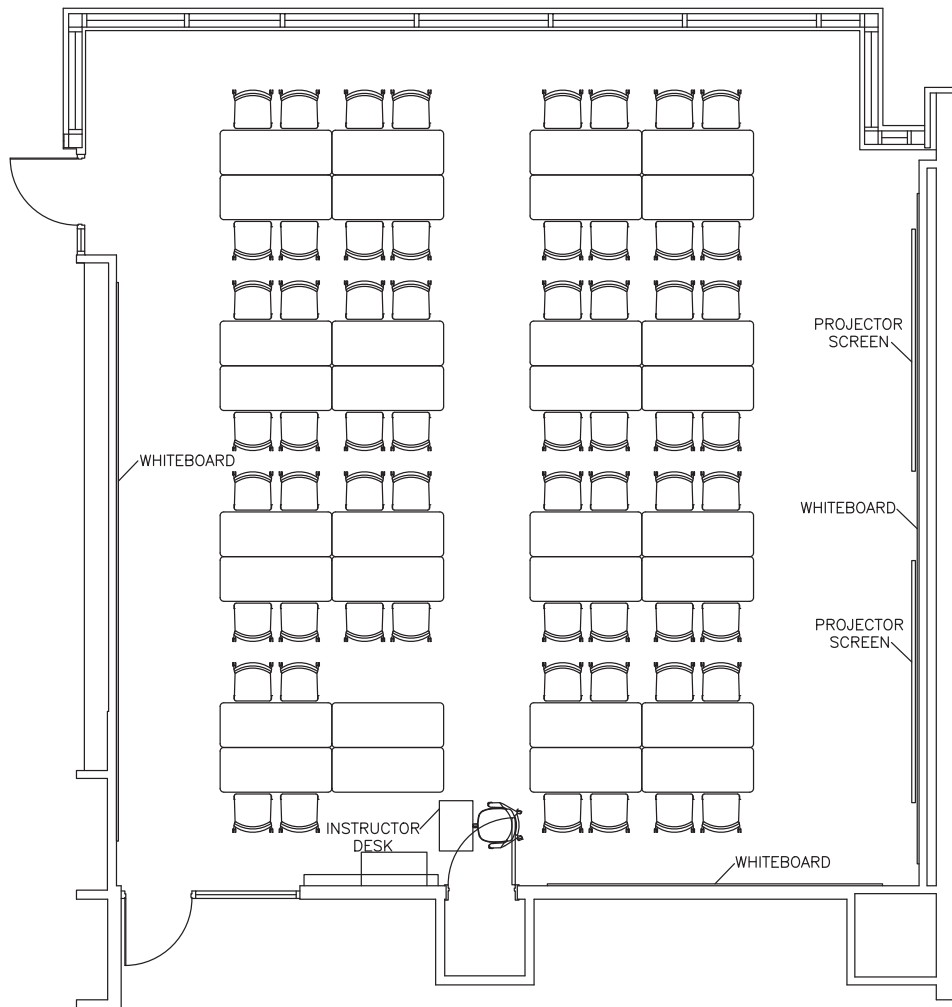 PROJECTOR
SCREEN
WHITEBOARD
WHITEBOARD
PROJECTOR
SCREEN
INSTRUCTOR
DESK
WHITEBOARD